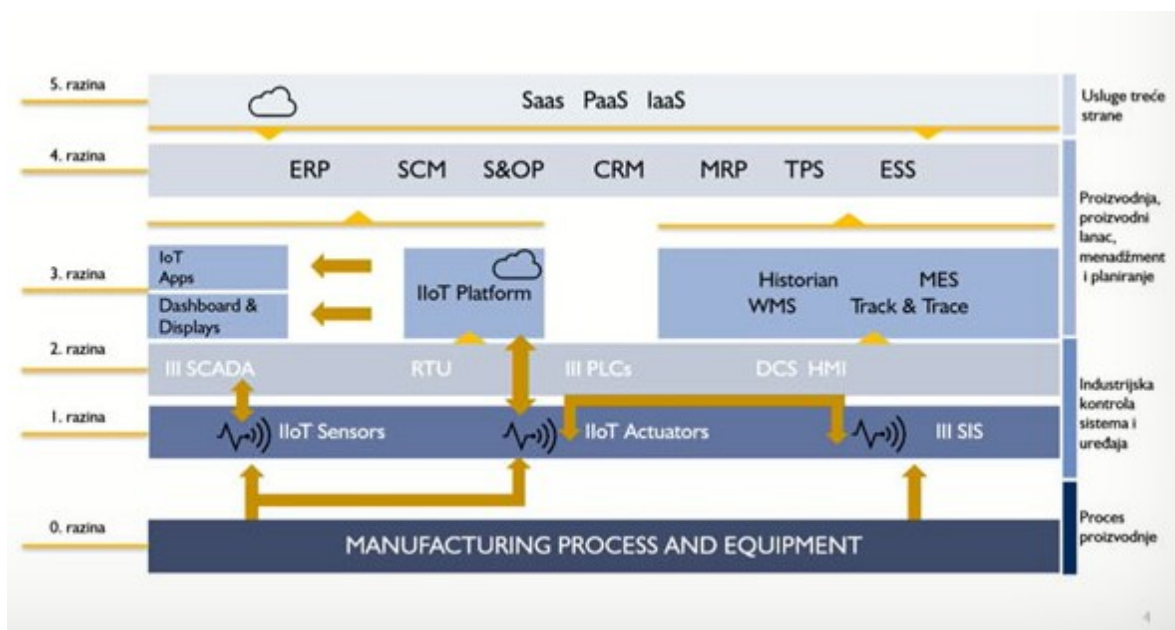 5. razina
Saas PaaS IaaS
Usluge treće
strane
4. razina
ERP SCM S&OP CRM MRP TPS ESS
Proizvodnja,
proizvodni
lanac,
menadžment
i planiranje
3. razina
IoT
Apps
Dashboard &
Displays
IIoT Platform
Historian MES
WMS Track & Trace
2. razina
III SCADA RTU III PLCs DCS HMI
Industrijska
kontrola
sistema i
uređaja
1. razina
IIoT Sensors IIoT Actuators III SIS
0. razina
MANUFACTURING PROCESS AND EQUIPMENT
Proces
proizvodnje
4